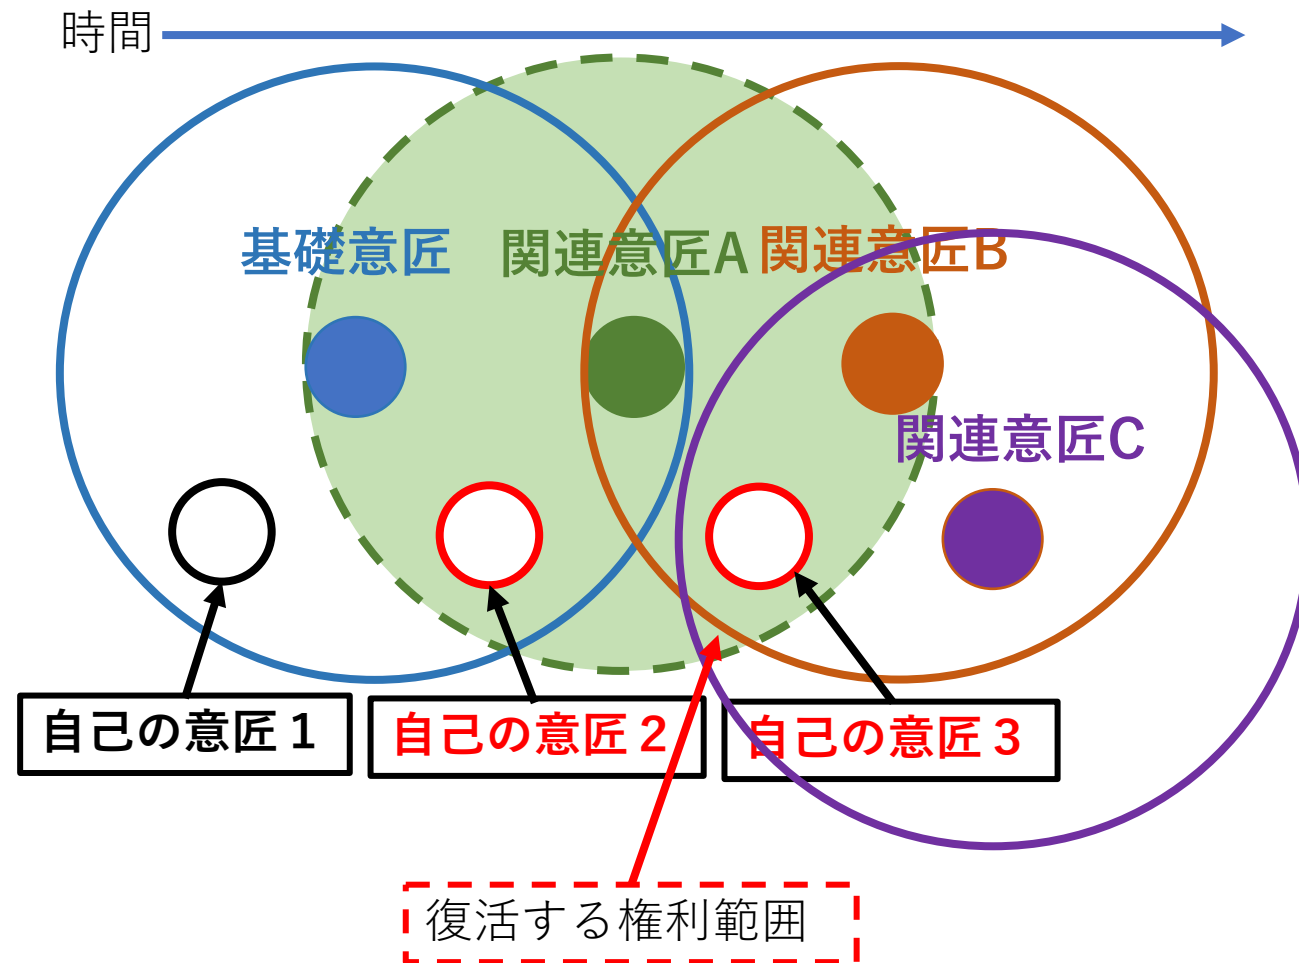 時間
基礎意匠
関連意匠A
関連意匠B
関連意匠C
自己の意匠１
自己の意匠２
自己の意匠３
復活する権利範囲